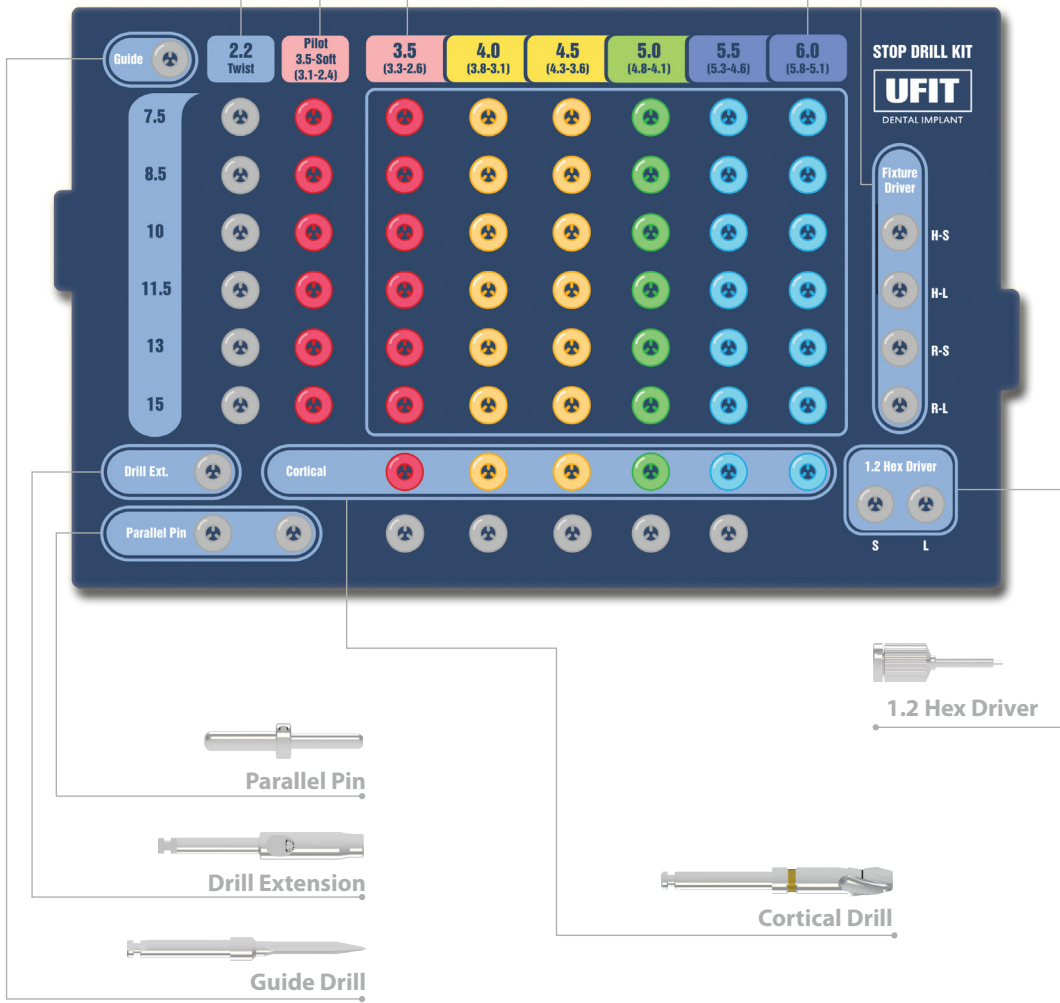 Guide
2.2
Twist
Pilot
3.5-Soft
(3.1-2.4)
3.5
(3.3-2.6)
4.0
(3.8-3.1)
4.5
(4.3-3.6)
5.0
(4.8-4.1)
5.5
(5.3-4.6)
6.0
(5.8-5.1)
STOP DRILL KIT
UFIT
DENTAL IMPLANT
7.5
8.5
10
11.5
13
15
Fixture
Driver
H-S
H-L
R-S
R-L
Drill Ext.
Cortical
1.2 Hex Driver
S L
Parallel Pin
1.2 Hex Driver
Parallel Pin
Drill Extension
Cortical Drill
Guide Drill